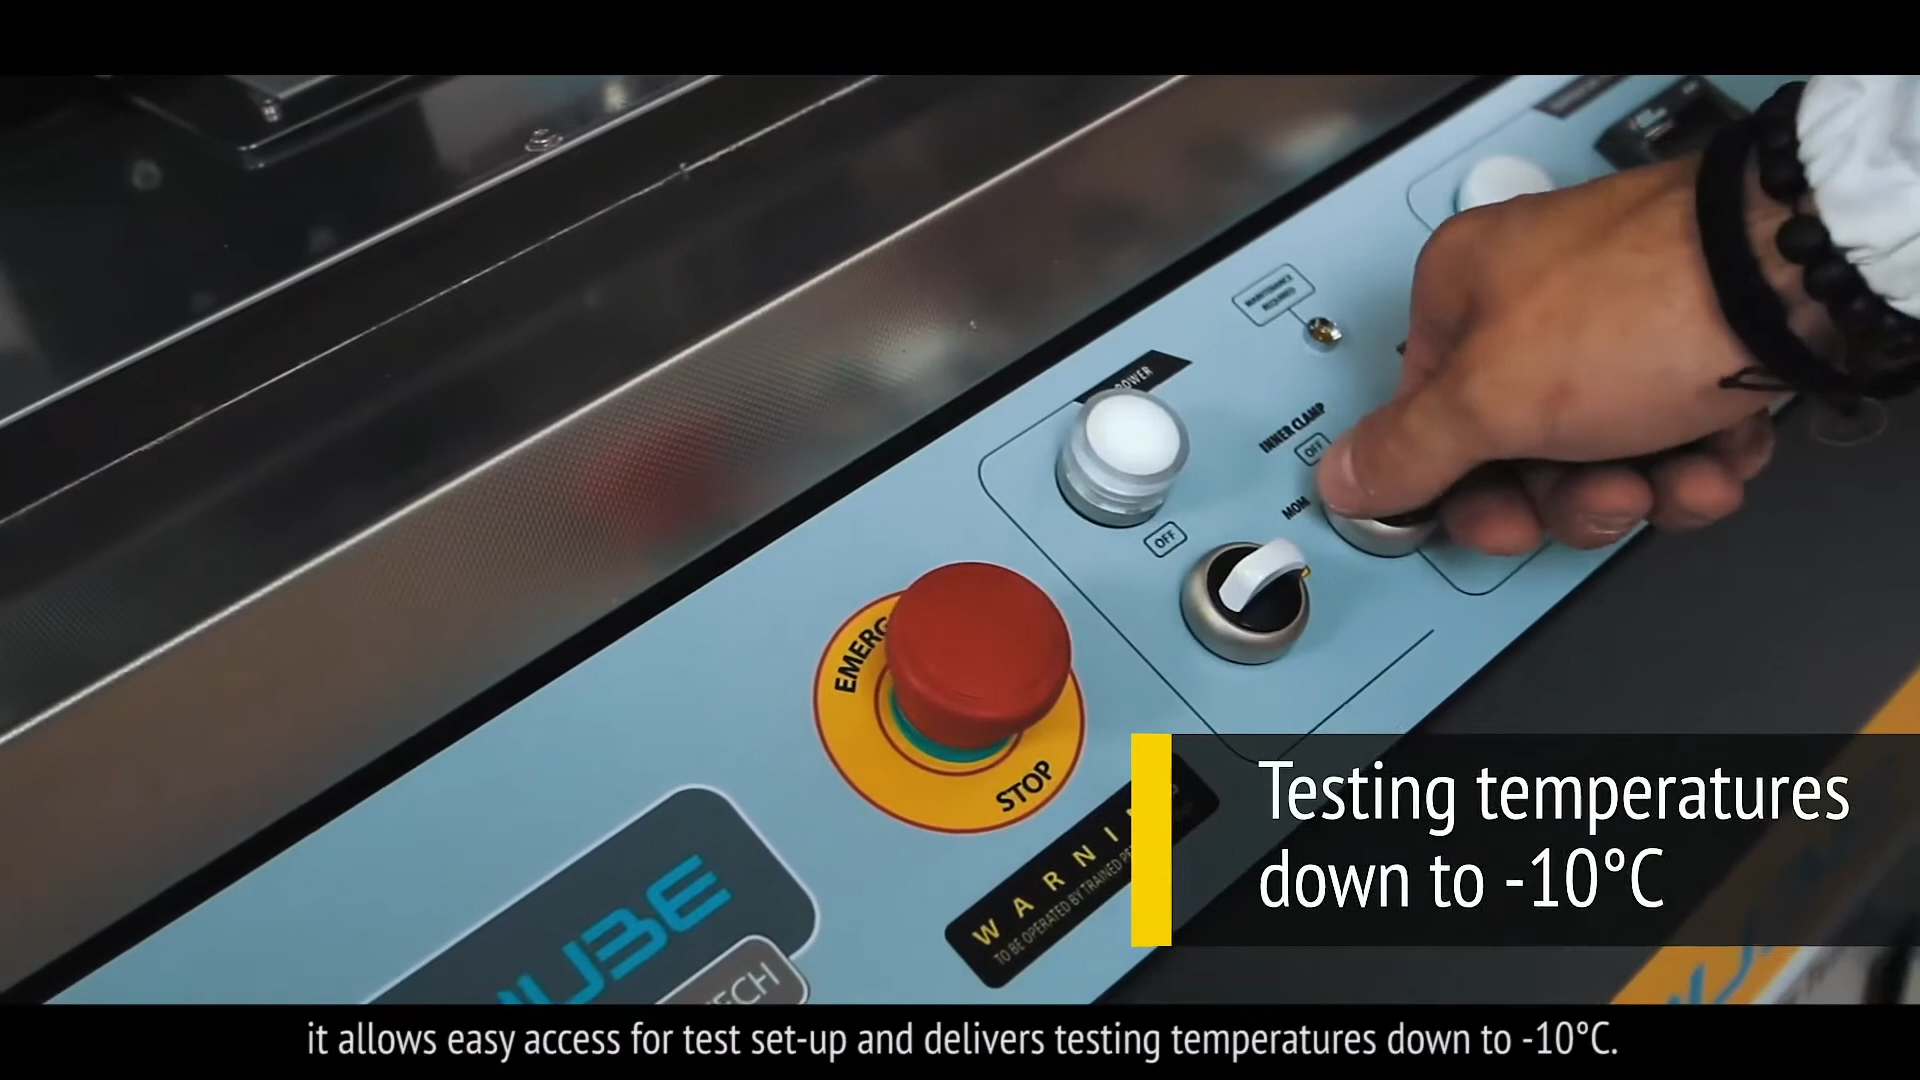 MAINTENANCE
REQUIRED
POWER
INNER CLAMP
OFF
MOM
OFF
EMERG
STOP
WARNI
TO BE OPERATED BY TRAINED
UBE
TECH
Testing temperatures
down to -10°C
it allows easy access for test set-up and delivers testing temperatures down to -10°C.